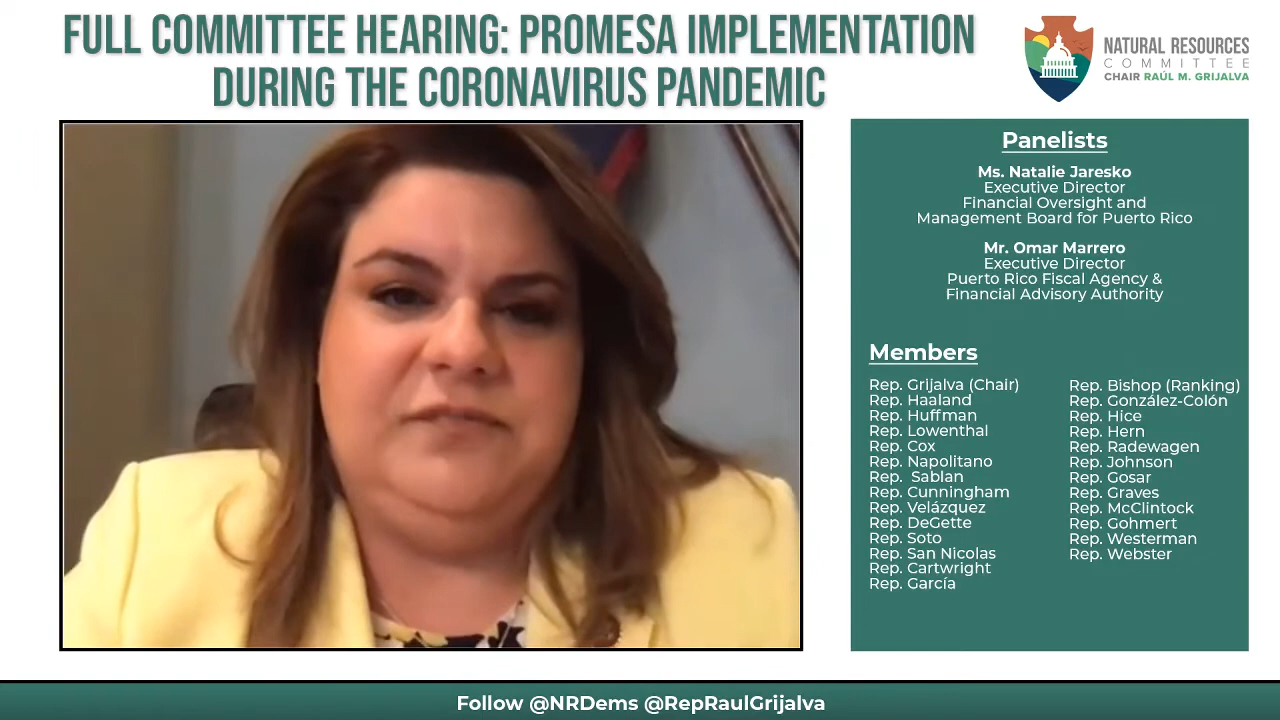 FULL COMMITTEE HEARING: PROMESA IMPLEMENTATION
DURING THE CORONAVIRUS PANDEMIC
NATURAL RESOURCES
COMMITTEE
CHAIR RAÚL M. GRIJALVA
Panelists
Ms. Natalie Jaresko
Executive Director
Financial Oversight and
Management Board for Puerto Rico
Mr. Omar Marrero
Executive Director
Puerto Rico Fiscal Agency &
Financial Advisory Authority
Members
Rep. Grijalva (Chair)
Rep. Haaland
Rep. Huffman
Rep. Lowenthal
Rep. Cox
Rep. Napolitano
Rep. Sablan
Rep. Cunningham
Rep. Velázquez
Rep. DeGette
Rep. Soto
Rep. San Nicolas
Rep. Cartwright
Rep. García
Rep. Bishop (Ranking)
Rep. González-Colón
Rep. Hice
Rep. Hern
Rep. Radewagen
Rep. Johnson
Rep. Gosar
Rep. Graves
Rep. McClintock
Rep. Gohmert
Rep. Westerman
Rep. Webster
Follow @NRDems @RepRaulGrijalva